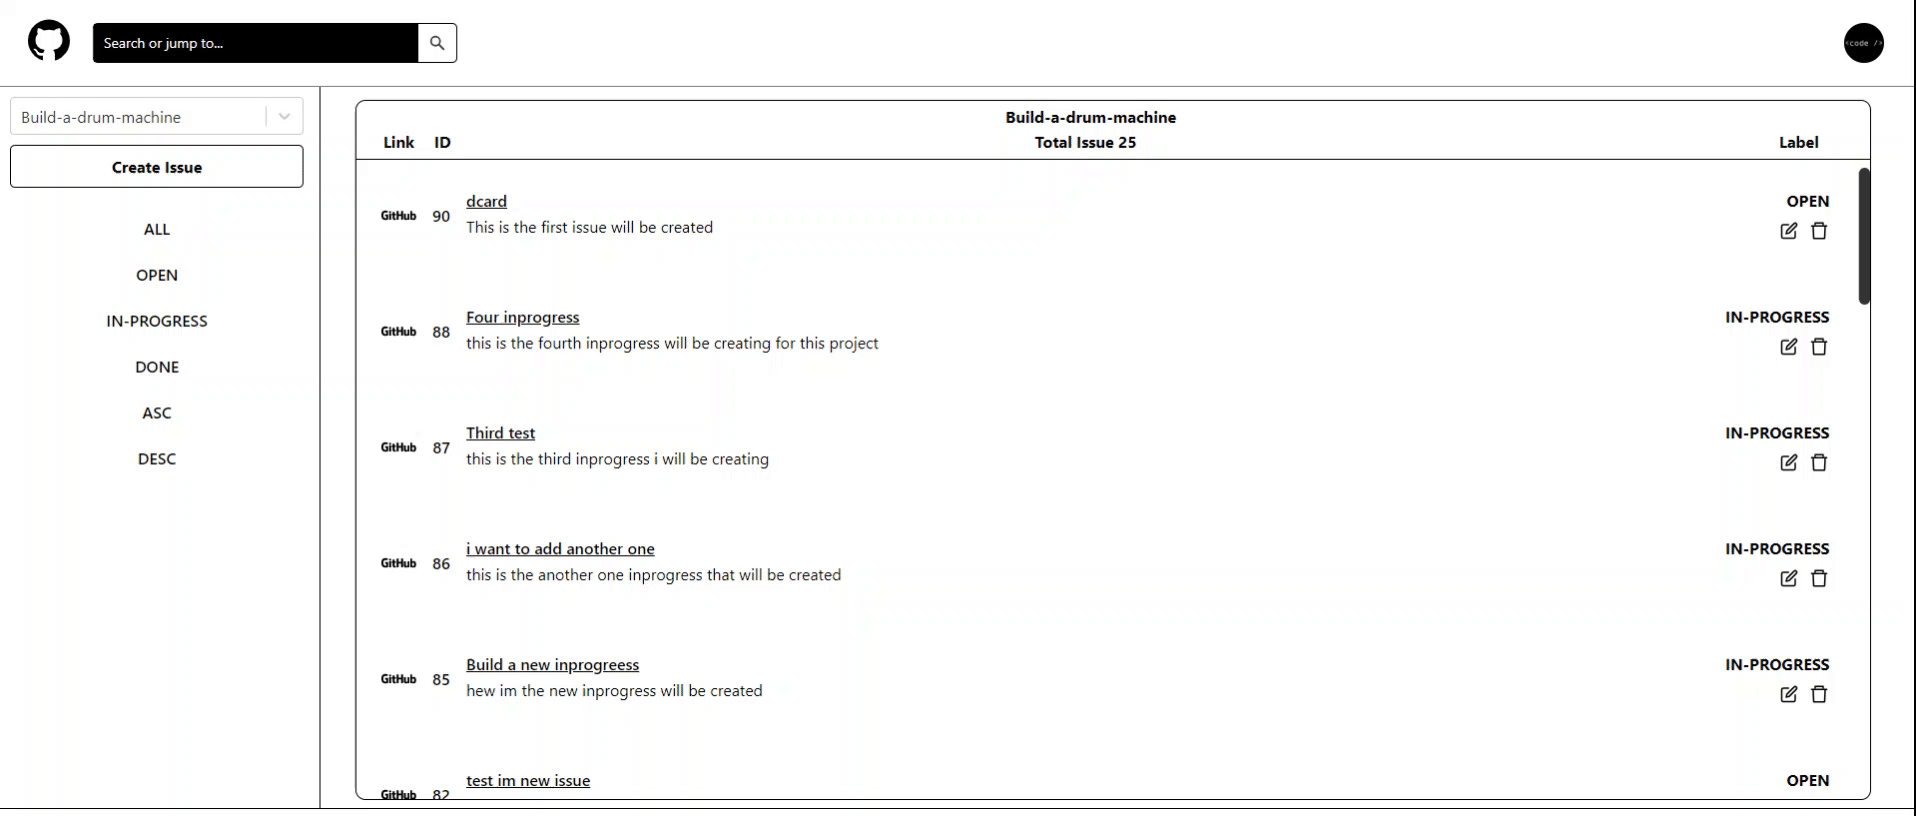 Search or jump to...
<code />
Build-a-drum-machine
Create Issue
ALL
OPEN
IN-PROGRESS
DONE
ASC
DESC
Build-a-drum-machine
Link ID Total Issue 25 Label
dcard OPEN
GitHub 90
This is the first issue will be created
Four inprogress IN-PROGRESS
GitHub 88
this is the fourth inprogress will be creating for this project
Third test IN-PROGRESS
GitHub 87
this is the third inprogress i will be creating
i want to add another one IN-PROGRESS
GitHub 86
this is the another one inprogress that will be created
Build a new inprogreess IN-PROGRESS
GitHub 85
hew im the new inprogress will be created
test im new issue OPEN
GitHub 82